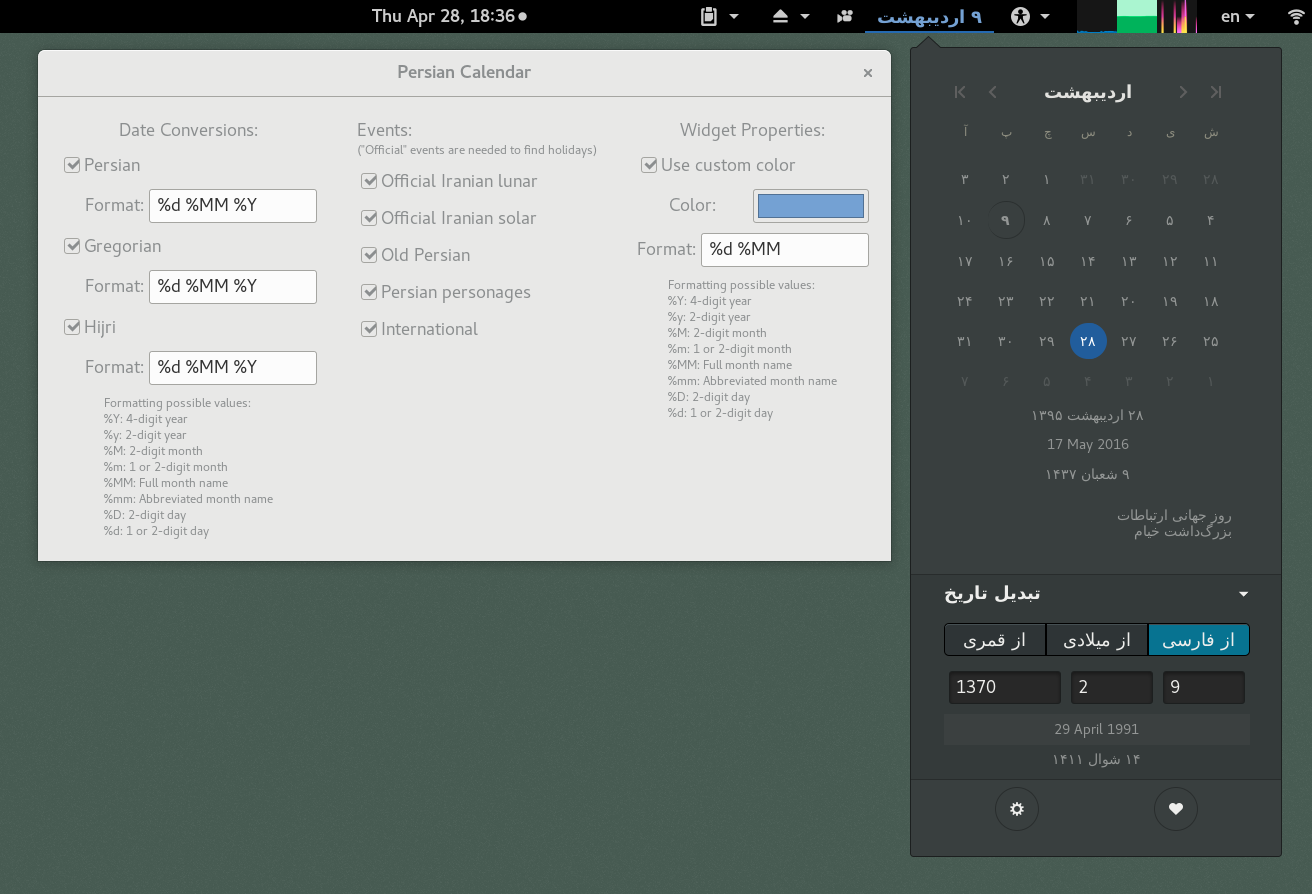 Thu Apr 28, 18:36
۹ اردیبهشت
en
Persian Calendar
Date Conversions:
Persian
Format: %d %MM %Y
Gregorian
Format: %d %MM %Y
Hijri
Format: %d %MM %Y
Formatting possible values:
%Y: 4-digit year
%y: 2-digit year
%M: 2-digit month
%m: 1 or 2-digit month
%MM: Full month name
%mm: Abbreviated month name
%D: 2-digit day
%d: 1 or 2-digit day
Events:
("Official" events are needed to find holidays)
Official Iranian lunar
Official Iranian solar
Old Persian
Persian personages
International
Widget Properties:
Use custom color
Color:
Format: %d %MM
Formatting possible values:
%Y: 4-digit year
%y: 2-digit year
%M: 2-digit month
%m: 1 or 2-digit month
%MM: Full month name
%mm: Abbreviated month name
%D: 2-digit day
%d: 1 or 2-digit day
اردیبهشت
ش ی د س چ پ آ
۲۸ ۲۹ ۳۰ ۳۱ ۱ ۲ ۳
۴ ۵ ۶ ۷ ۸ ۹ ۱۰
۱۱ ۱۲ ۱۳ ۱۴ ۱۵ ۱۶ ۱۷
۱۸ ۱۹ ۲۰ ۲۱ ۲۲ ۲۳ ۲۴
۲۵ ۲۶ ۲۷ ۲۸ ۲۹ ۳۰ ۳۱
۱ ۲ ۳ ۴ ۵ ۶ ۷
۲۸ اردیبهشت ۱۳۹۵
17 May 2016
۹ شعبان ۱۴۳۷
روز جهانی ارتباطات
بزرگ‌داشت خیام
تبدیل تاریخ
از فارسی از میلادی از قمری
1370 2 9
29 April 1991
۱۴ شوال ۱۴۱۱